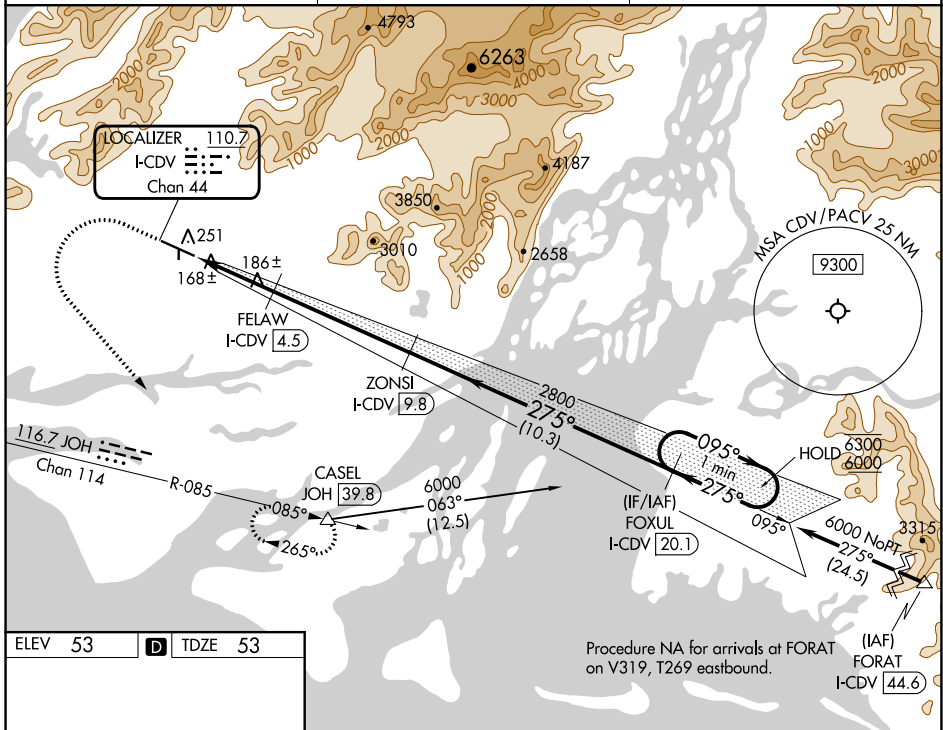 4793
6263
2000
4000
3000
2000
1000
2000
1000
3000
LOCALIZER 110.7
I-CDV
Chan 44
4187
3850
2000
3010
1000
2658
MSA CDV/PACV 25 NM
9300
251
168±
186±
FELAW
I-CDV 4.5
ZONSI
I-CDV 9.8
2800
275°
(10.3)
095°
1 min
275°
HOLD 6300
6000
116.7 JOH
Chan 114
R-085
085°
265°
CASEL
JOH 39.8
6000
063°
(12.5)
(IF/IAF)
FOXUL
I-CDV 20.1
095°
6000 NoPT
275°
(24.5)
3315
N
(IAF)
FORAT
I-CDV 44.6
Procedure NA for arrivals at FORAT
on V319, T269 eastbound.
ELEV 53 D TDZE 53